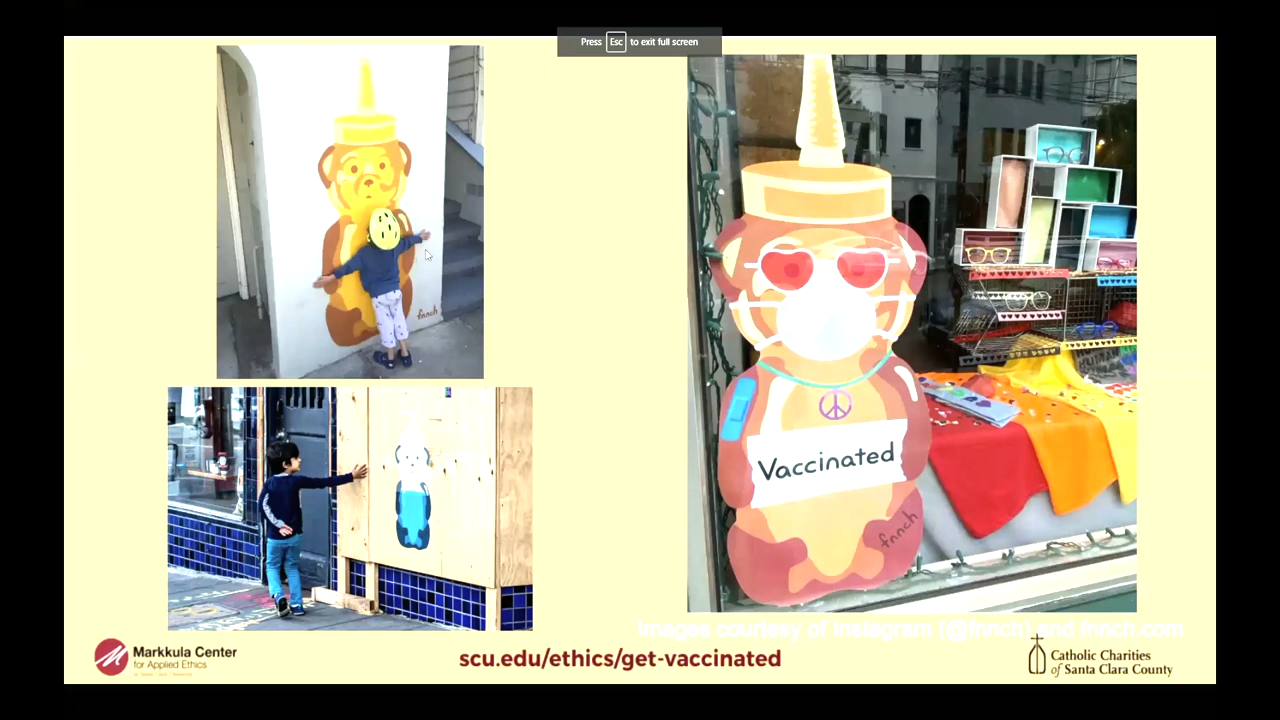 Press Esc to exit full screen
fnnch
Vaccinated
fnnch
Images courtesy of Instagram (@fnnch) and fnnch.com
Markkula Center
for Applied Ethics
scu.edu/ethics/get-vaccinated
Catholic Charities
of Santa Clara County